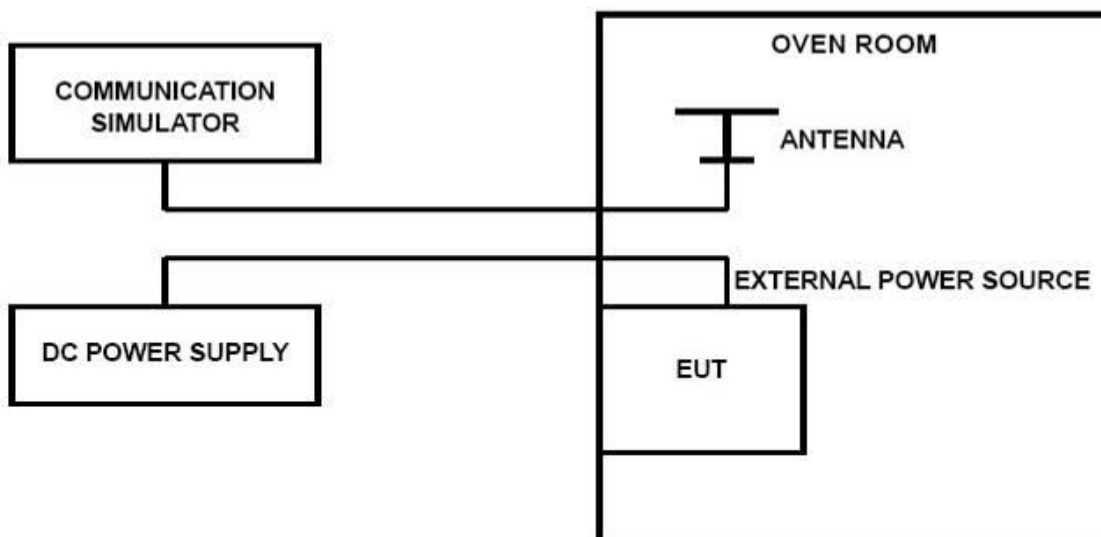 OVEN ROOM
COMMUNICATION
SIMULATOR
ANTENNA
EXTERNAL POWER SOURCE
DC POWER SUPPLY
EUT